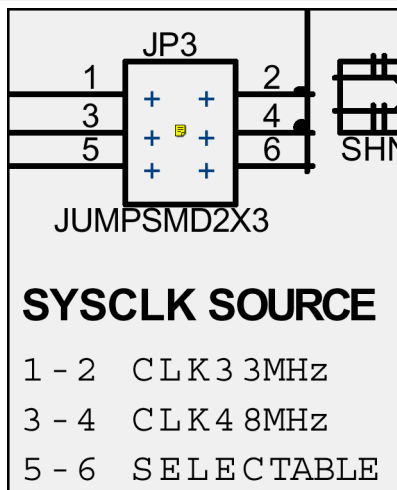 JP3
1 2
3 4
5 6
JUMPSMD2X3
SYSCLK SOURCE
1-2 CLK33MHz
3-4 CLK48MHz
5-6 SELECTABLE